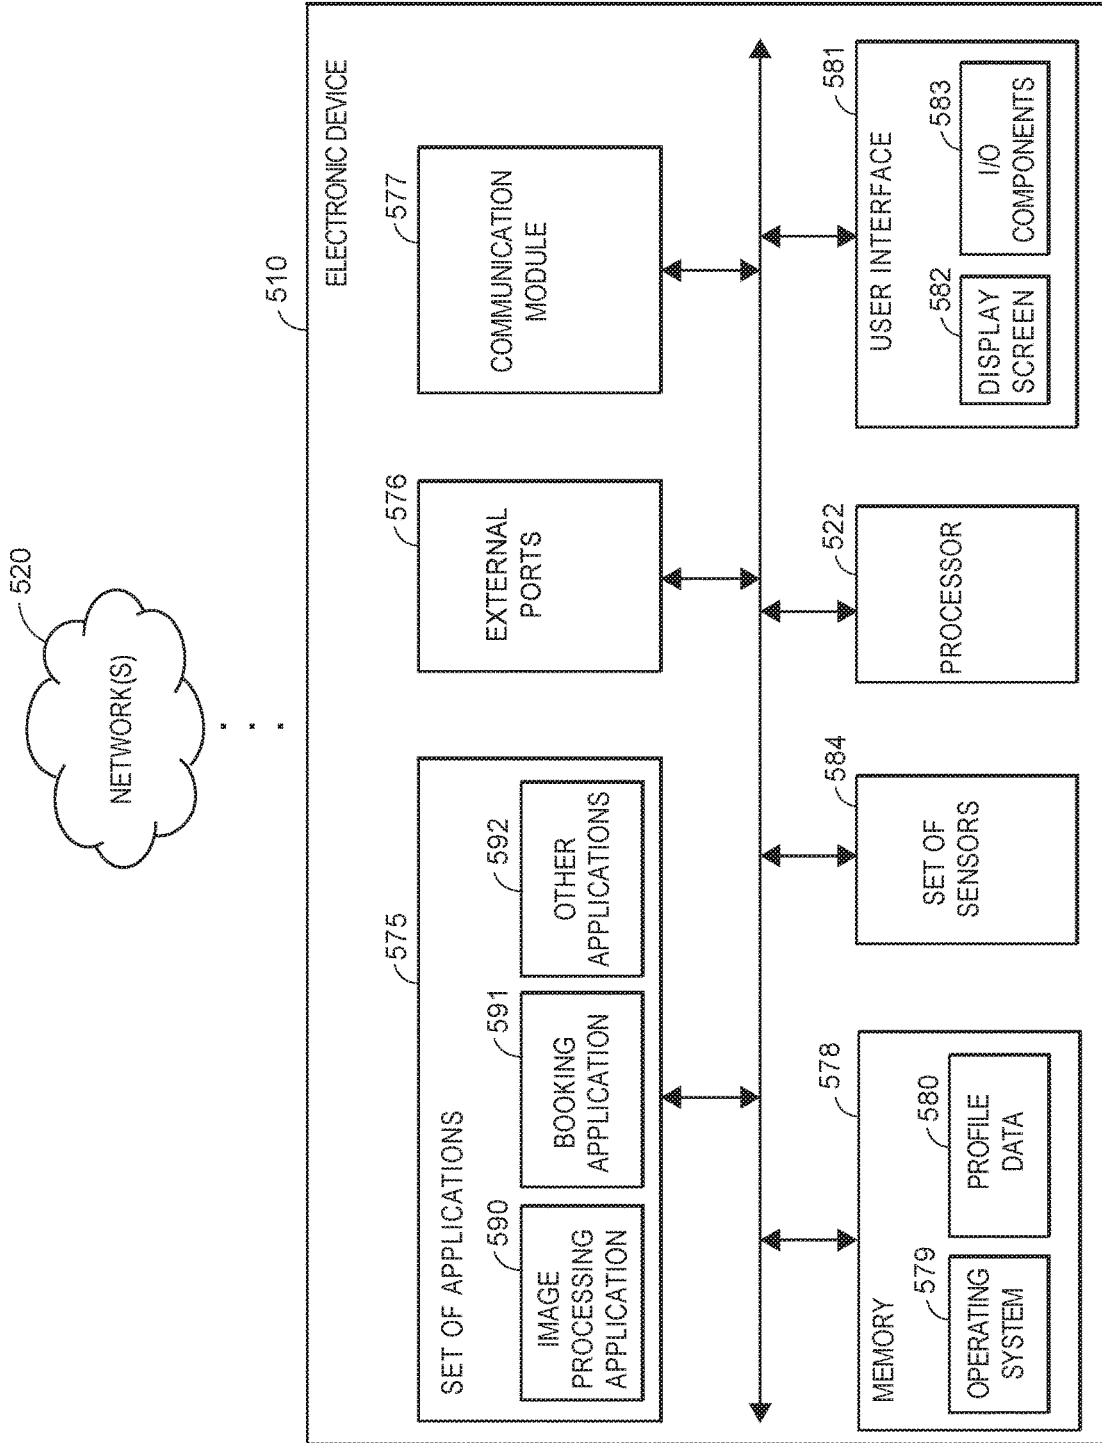 NETWORK(S)
520
510
ELECTRONIC DEVICE
SET OF APPLICATIONS
575
IMAGE
PROCESSING
APPLICATION
590
BOOKING
APPLICATION
591
OTHER
APPLICATIONS
592
EXTERNAL
PORTS
576
COMMUNICATION
MODULE
577
MEMORY
578
OPERATING
SYSTEM
579
PROFILE
DATA
580
SET OF
SENSORS
584
PROCESSOR
522
USER INTERFACE
581
DISPLAY
SCREEN
582
I/O
COMPONENTS
583